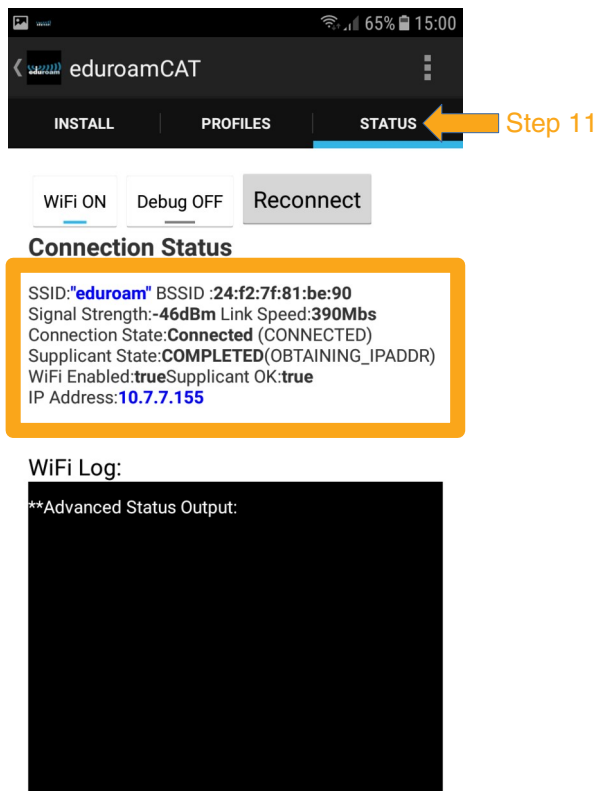 65% 15:00
eduroam eduroamCAT
INSTALL PROFILES STATUS Step 11
WiFi ON Debug OFF Reconnect
Connection Status
SSID:"eduroam" BSSID :24:f2:7f:81:be:90
Signal Strength:-46dBm Link Speed:390Mbs
Connection State:Connected (CONNECTED)
Supplicant State:COMPLETED(OBTAINING_IPADDR)
WiFi Enabled:trueSupplicant OK:true
IP Address:10.7.7.155
WiFi Log:
**Advanced Status Output: